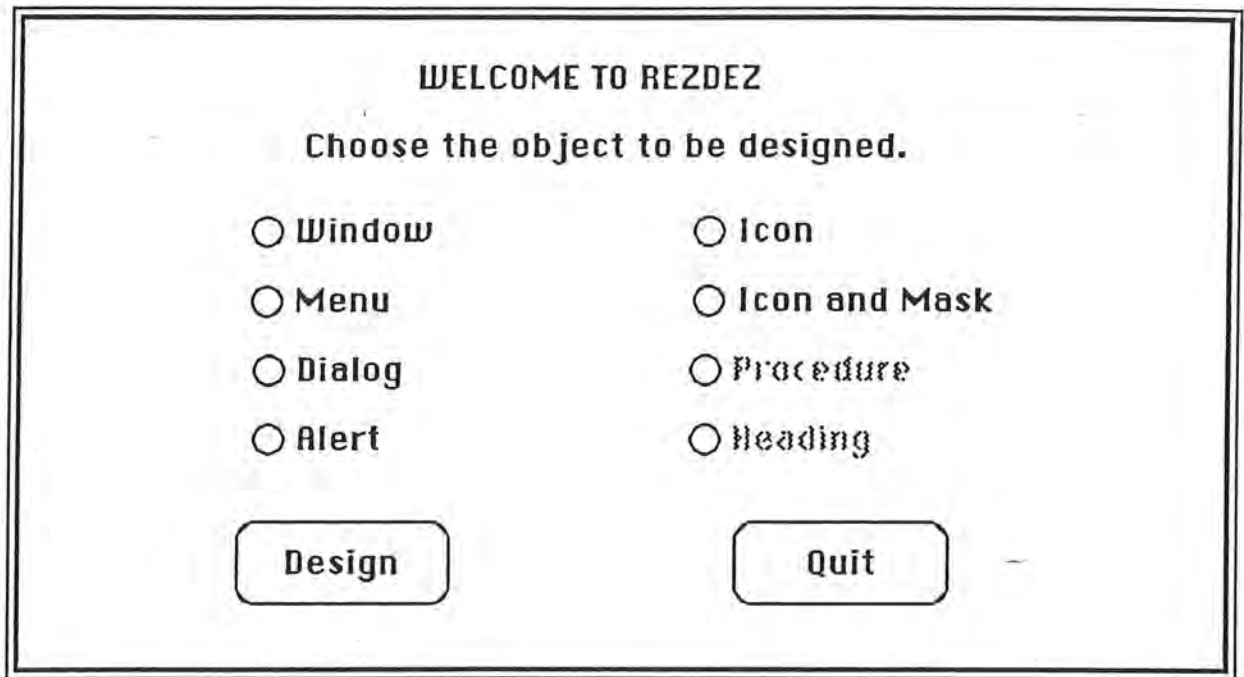 WELCOME TO REZDEZ
Choose the object to be designed.
Window
Icon
Menu
Icon and Mask
Dialog
Procedure
Alert
Heading
Design
Quit